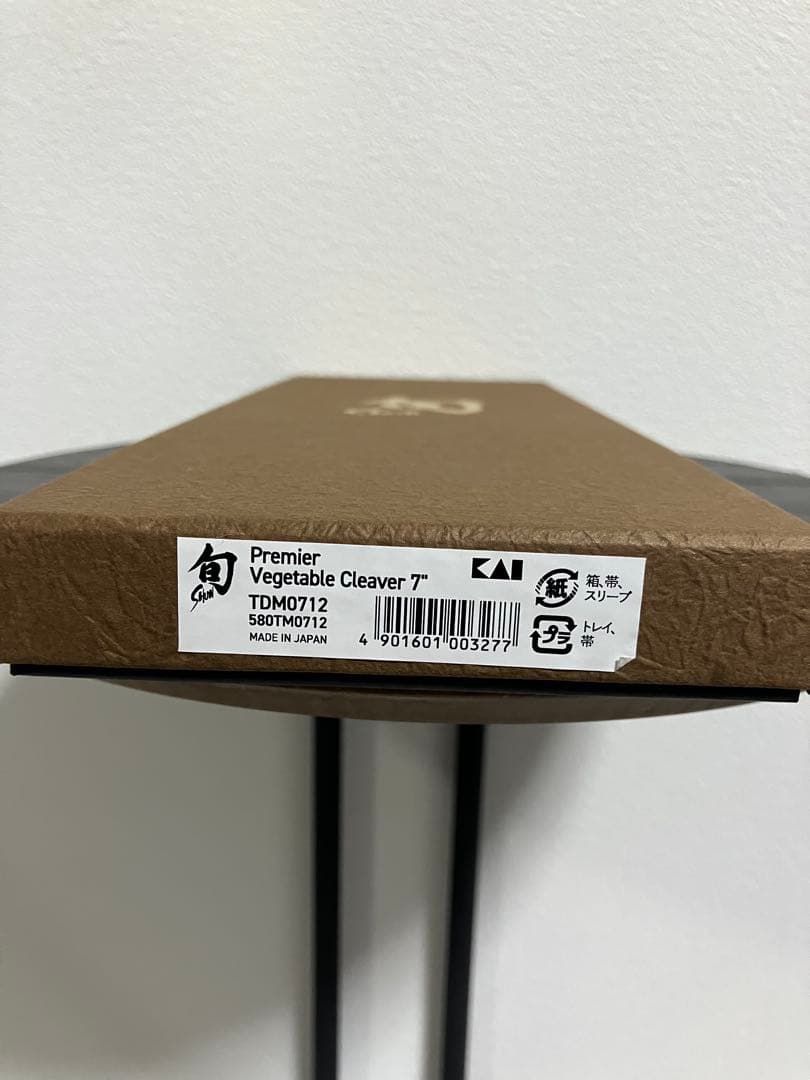 旬
SHUN
Premier
Vegetable Cleaver 7"
TDM0712
580TM0712
MADE IN JAPAN
KAI
4 901601 003277
紙
箱、帯、
スリーブ
プラ
トレイ、
帯